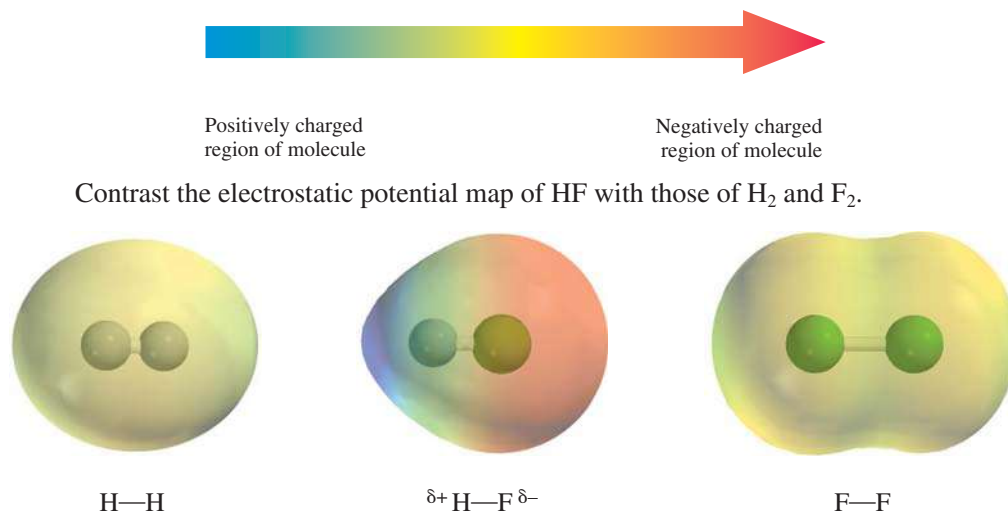 Positively charged
region of molecule
Negatively charged
region of molecule
Contrast the electrostatic potential map of HF with those of H₂ and F₂.
H—H
δ+ H—F δ−
F—F